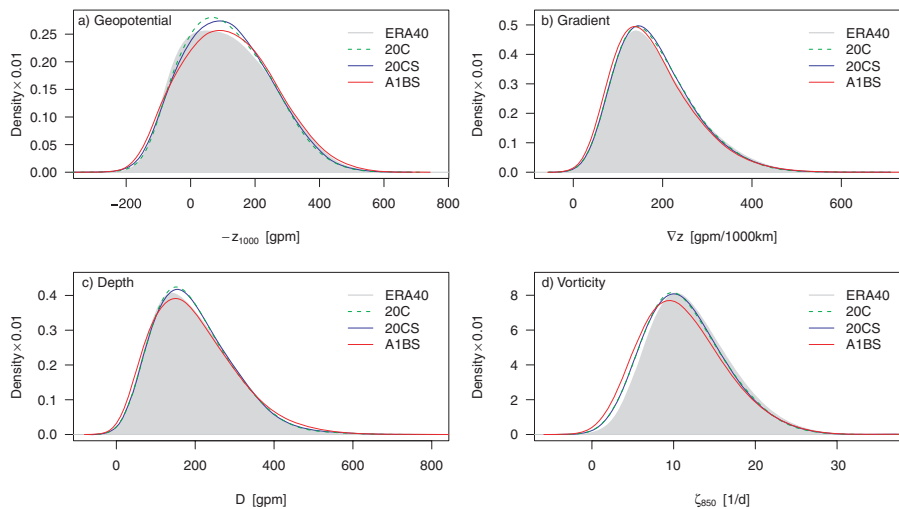 a) Geopotential
ERA40
20C
20CS
A1BS
Density × 0.01
0.00
0.05
0.10
0.15
0.20
0.25
−200
0
200
400
600
800
−z1000 [gpm]
b) Gradient
ERA40
20C
20CS
A1BS
Density × 0.01
0.0
0.1
0.2
0.3
0.4
0.5
0
200
400
600
∇z [gpm/1000km]
c) Depth
ERA40
20C
20CS
A1BS
Density × 0.01
0.0
0.1
0.2
0.3
0.4
0
200
400
600
800
D [gpm]
d) Vorticity
ERA40
20C
20CS
A1BS
Density × 0.01
0
2
4
6
8
0
10
20
30
ζ850 [1/d]